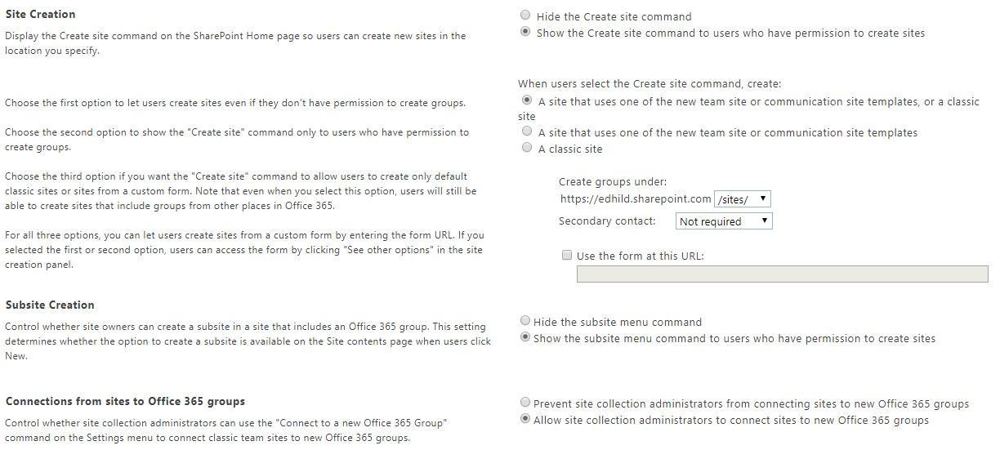 Site Creation
Display the Create site command on the SharePoint Home page so users can create new sites in the
location you specify.
Hide the Create site command
Show the Create site command to users who have permission to create sites
Choose the first option to let users create sites even if they don't have permission to create groups.
Choose the second option to show the "Create site" command only to users who have permission to
create groups.
Choose the third option if you want the "Create site" command to allow users to create only default
classic sites or sites from a custom form. Note that even when you select this option, users will still be
able to create sites that include groups from other places in Office 365.
For all three options, you can let users create sites from a custom form by entering the form URL. If you
selected the first or second option, users can access the form by clicking "See other options" in the site
creation panel.
When users select the Create site command, create:
A site that uses one of the new team site or communication site templates, or a classic
site
A site that uses one of the new team site or communication site templates
A classic site
Create groups under:
https://edhild.sharepoint.com /sites/
Secondary contact: Not required
Use the form at this URL:
Subsite Creation
Control whether site owners can create a subsite in a site that includes an Office 365 group. This setting
determines whether the option to create a subsite is available on the Site contents page when users click
New.
Hide the subsite menu command
Show the subsite menu command to users who have permission to create sites
Connections from sites to Office 365 groups
Control whether site collection administrators can use the "Connect to a new Office 365 Group"
command on the Settings menu to connect classic team sites to new Office 365 groups.
Prevent site collection administrators from connecting sites to new Office 365 groups
Allow site collection administrators to connect sites to new Office 365 groups